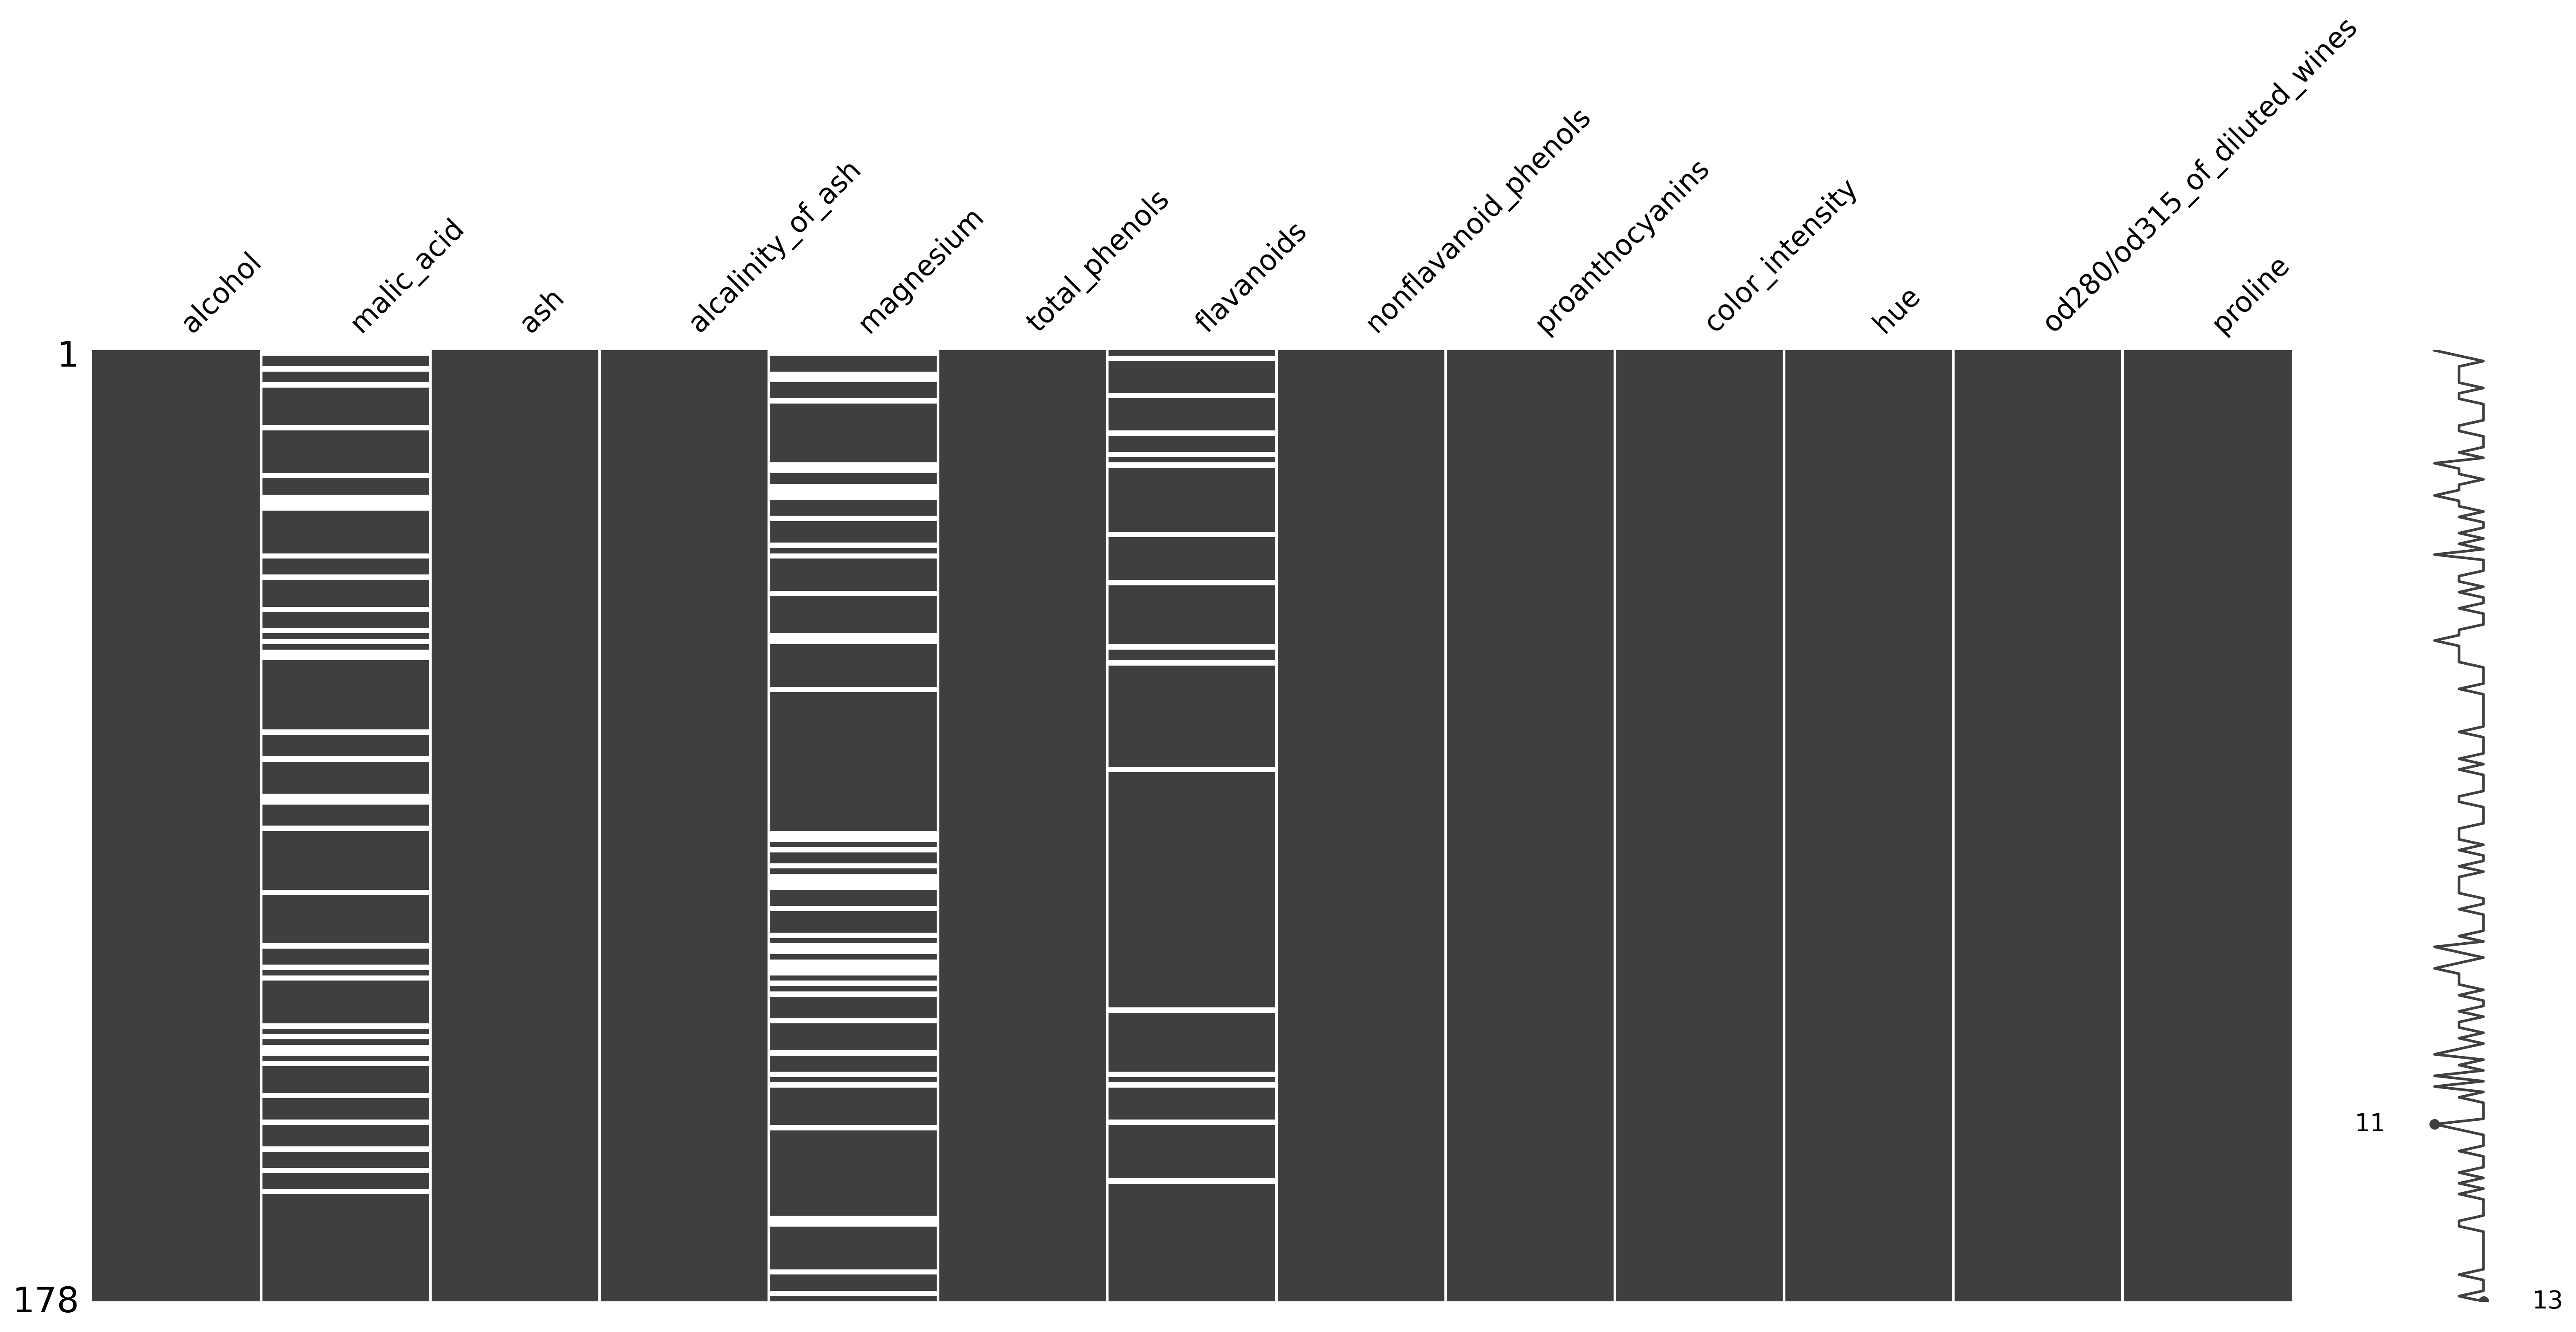 alcohol
malic_acid
ash
alcalinity_of_ash
magnesium
total_phenols
flavanoids
nonflavanoid_phenols
proanthocyanins
color_intensity
hue
od280/od315_of_diluted_wines
proline
1
11
178
13